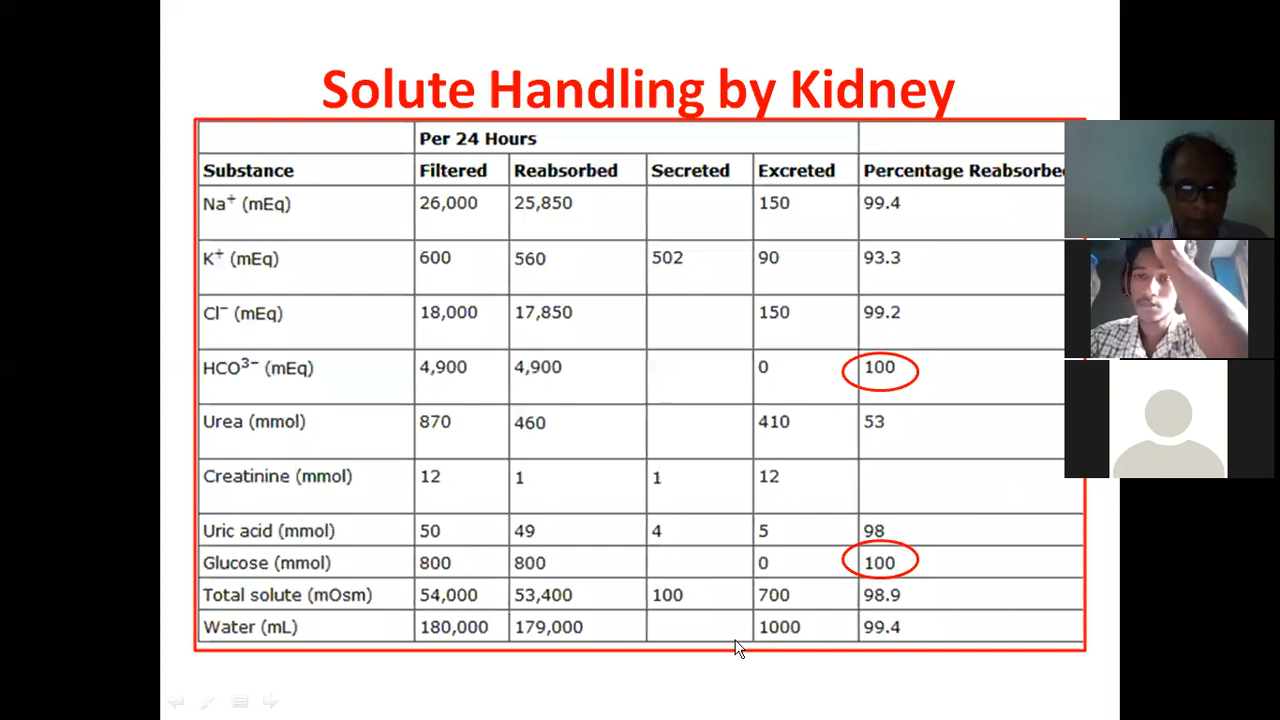 Solute Handling by Kidney
Per 24 Hours
Substance Filtered Reabsorbed Secreted Excreted Percentage Reabsorbed
Na⁺ (mEq) 26,000 25,850 150 99.4
K⁺ (mEq) 600 560 502 90 93.3
Cl⁻ (mEq) 18,000 17,850 150 99.2
HCO³⁻ (mEq) 4,900 4,900 0 100
Urea (mmol) 870 460 410 53
Creatinine (mmol) 12 1 1 12
Uric acid (mmol) 50 49 4 5 98
Glucose (mmol) 800 800 0 100
Total solute (mOsm) 54,000 53,400 100 700 98.9
Water (mL) 180,000 179,000 1000 99.4